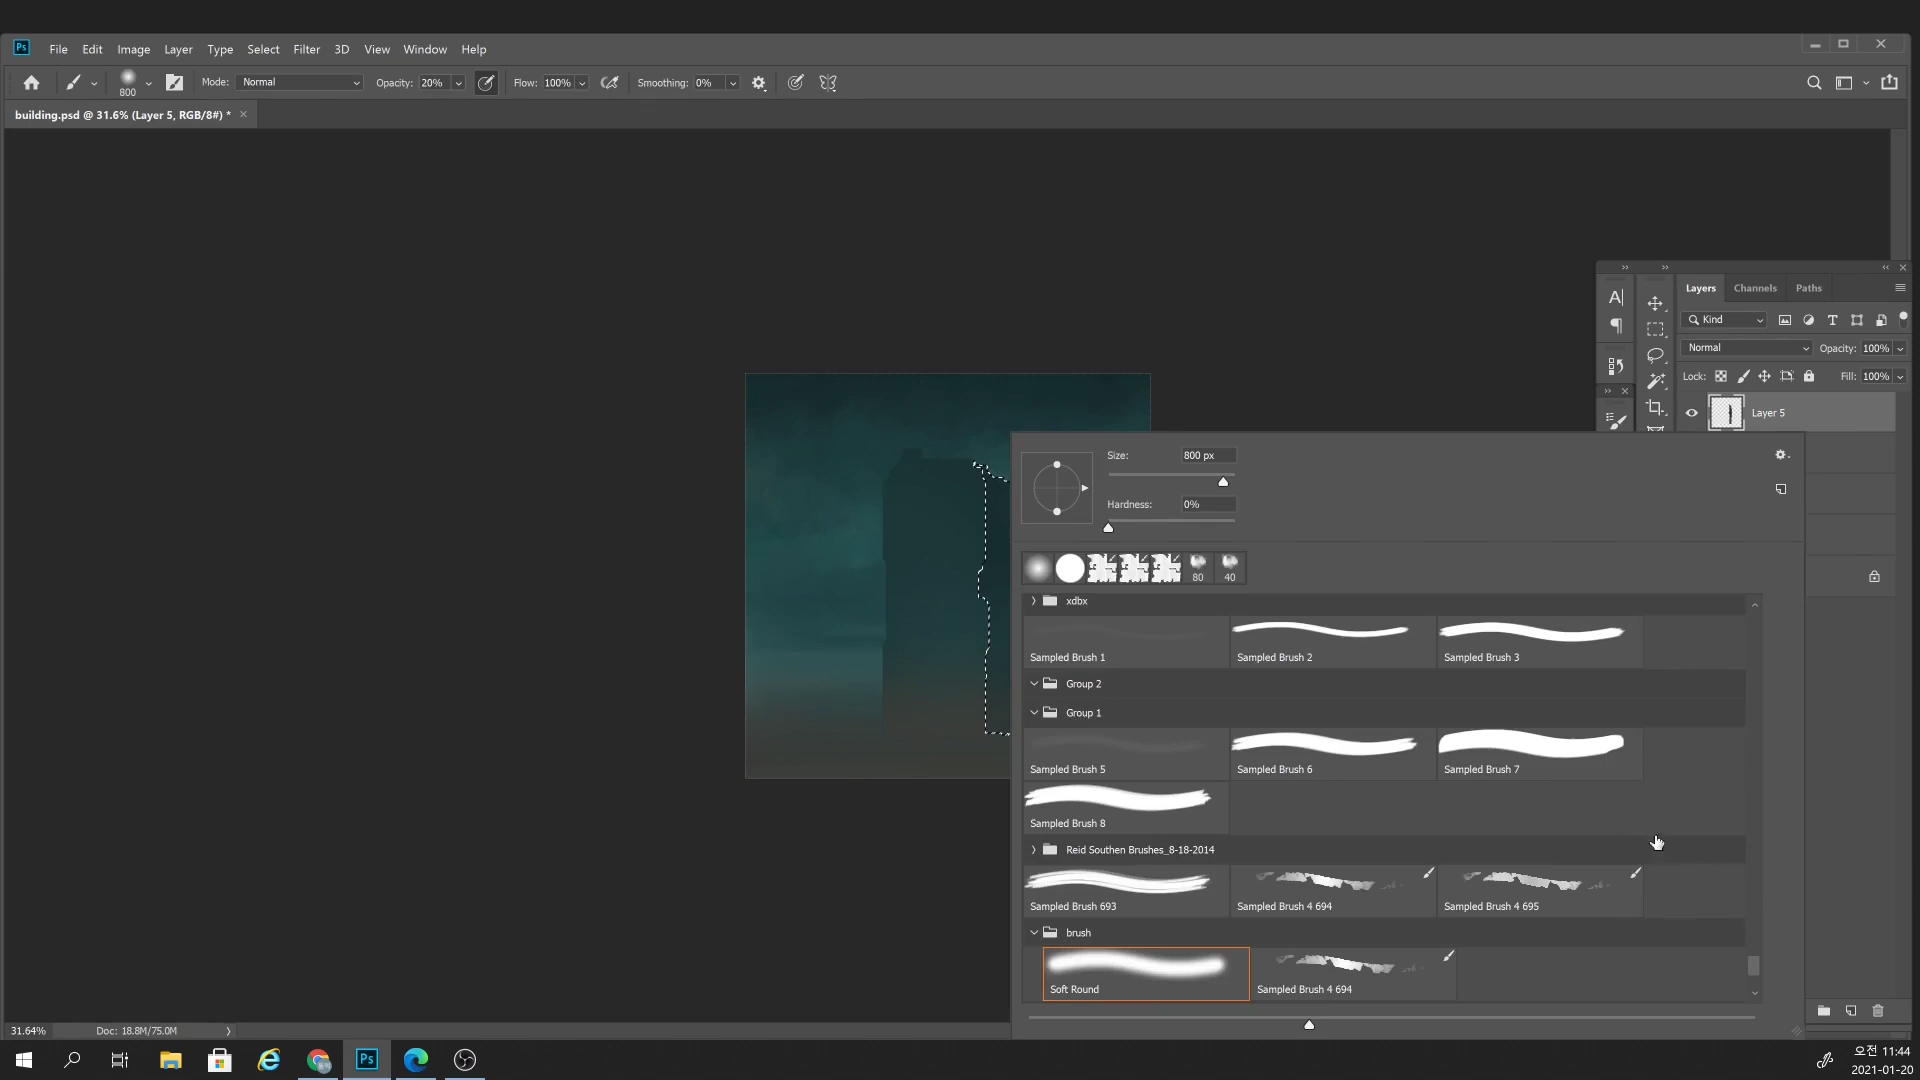 Ps File Edit Image Layer Type Select Filter 3D View Window Help
800 Mode: Normal Opacity: 20% Flow: 100% Smoothing: 0%
building.psd @ 31.6% (Layer 5, RGB/8#) *
Layers Channels Paths
A
Kind
Normal Opacity: 100%
Lock: Fill: 100%
Layer 5
Size: 800 px
Hardness: 0%
80 40
xdbx
Sampled Brush 1 Sampled Brush 2 Sampled Brush 3
Group 2
Group 1
Sampled Brush 5 Sampled Brush 6 Sampled Brush 7
Sampled Brush 8
Reid Southen Brushes_8-18-2014
Sampled Brush 693 Sampled Brush 4 694 Sampled Brush 4 695
brush
Soft Round Sampled Brush 4 694
31.64% Doc: 18.8M/75.0M
Ps
오전 11:44
2021-01-20